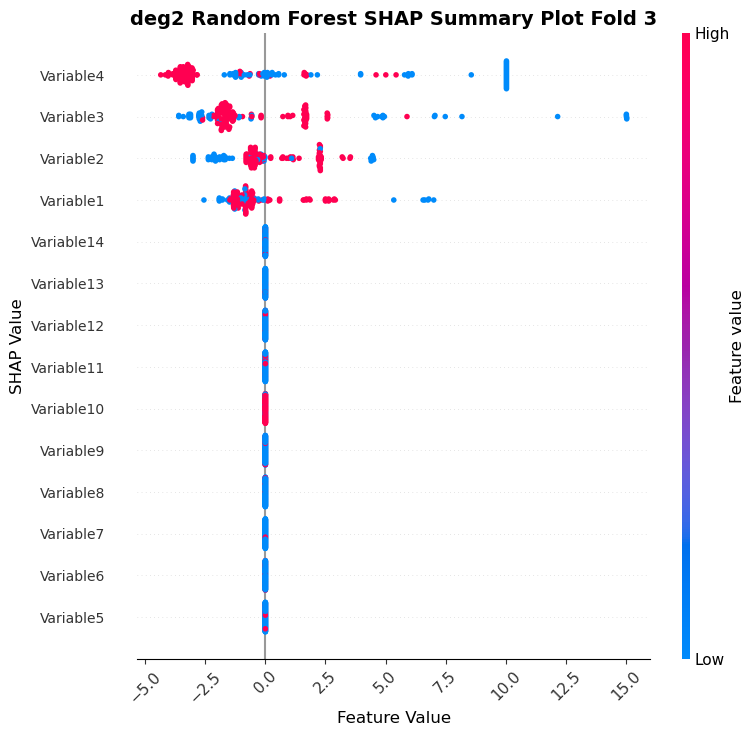 deg2 Random Forest SHAP Summary Plot Fold 3
High
Variable4
Variable3
Variable2
Variable1
Variable14
Variable13
Variable12
Variable11
Variable10
Variable9
Variable8
Variable7
Variable6
Variable5
SHAP Value
Feature value
Low
−5.0 −2.5 0.0 2.5 5.0 7.5 10.0 12.5 15.0
Feature Value